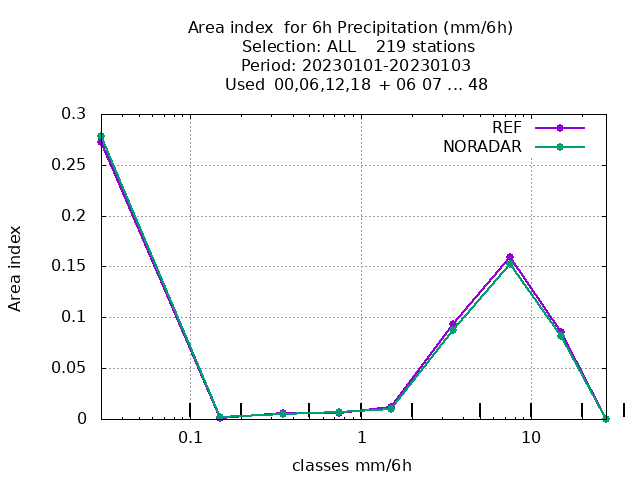 Area index  for 6h Precipitation (mm/6h)
Selection: ALL    219 stations
Period: 20230101-20230103
Used  00,06,12,18 + 06 07 ... 48
REF
NORADAR
0.3
0.25
0.2
0.15
0.1
0.05
0
Area index
0.1
1
10
classes mm/6h